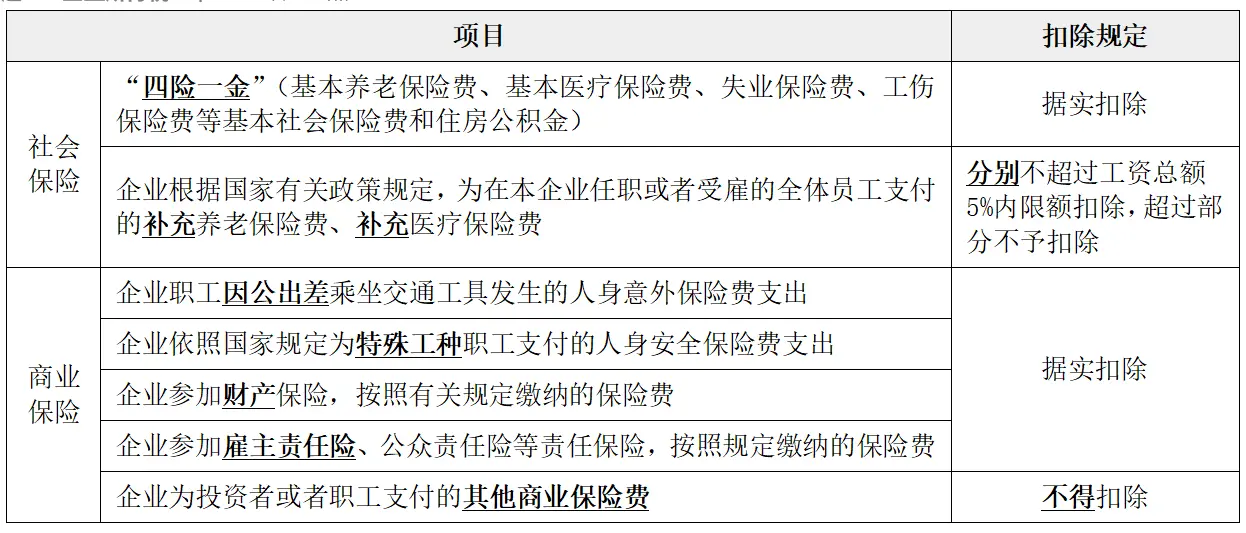 项目
扣除规定
社会
保险
“四险一金”（基本养老保险费、基本医疗保险费、失业保险费、工伤
保险费等基本社会保险费和住房公积金）
据实扣除
企业根据国家有关政策规定，为在本企业任职或者受雇的全体员工支付
的补充养老保险费、补充医疗保险费
分别不超过工资总额
5%内限额扣除，超过部
分不予扣除
商业
保险
企业职工因公出差乘坐交通工具发生的人身意外保险费支出
企业依照国家规定为特殊工种职工支付的人身安全保险费支出
企业参加财产保险，按照有关规定缴纳的保险费
企业参加雇主责任险、公众责任险等责任保险，按照规定缴纳的保险费
据实扣除
企业为投资者或者职工支付的其他商业保险费
不得扣除